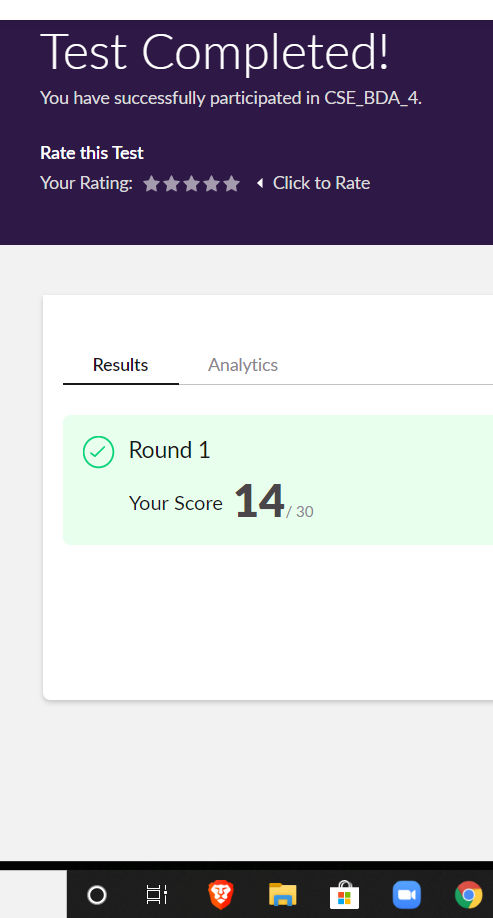 Test Completed!
You have successfully participated in CSE_BDA_4.
Rate this Test
Your Rating: Click to Rate
Results Analytics
Round 1
Your Score 14 / 30